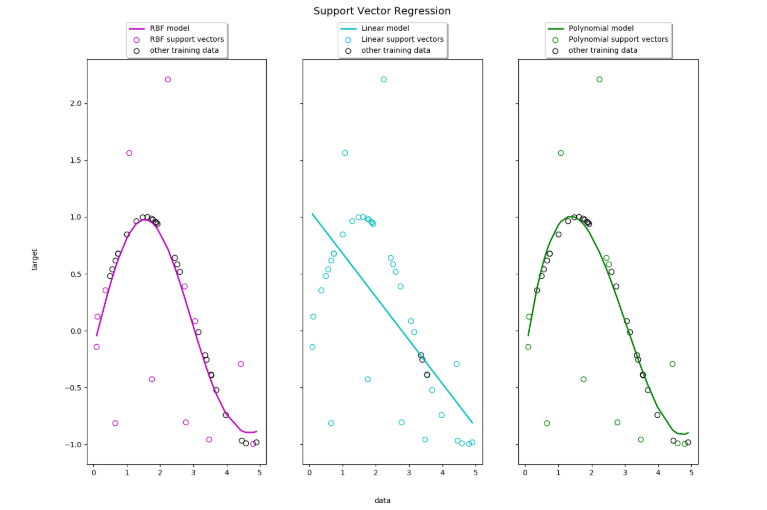 Support Vector Regression
RBF model
RBF support vectors
other training data
Linear model
Linear support vectors
other training data
Polynomial model
Polynomial support vectors
other training data
target
2.0
1.5
1.0
0.5
0.0
−0.5
−1.0
0 1 2 3 4 5
0 1 2 3 4 5
0 1 2 3 4 5
data